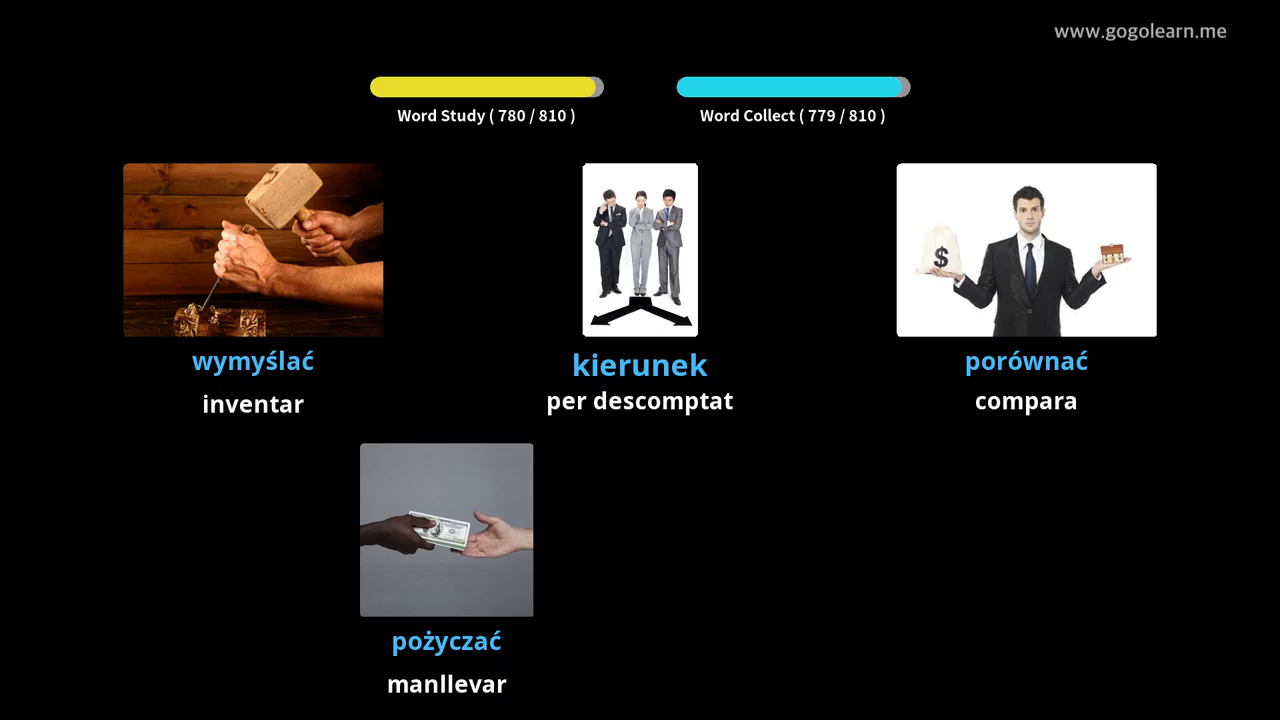 www.gogolearn.me
Word Study ( 780 / 810 )
Word Collect ( 779 / 810 )
$
wymyślać
kierunek
porównać
inventar
per descomptat
compara
pożyczać
manllevar